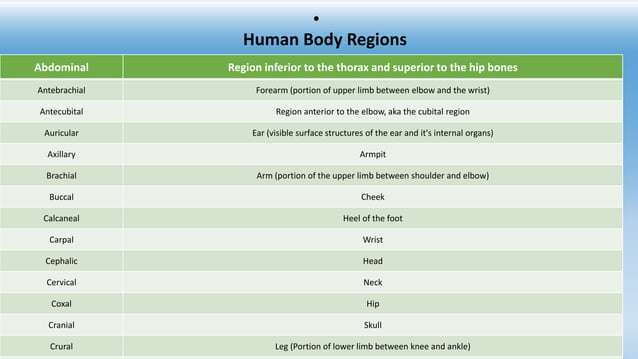 •
Human Body Regions
Abdominal Region inferior to the thorax and superior to the hip bones
Antebrachial Forearm (portion of upper limb between elbow and the wrist)
Antecubital Region anterior to the elbow, aka the cubital region
Auricular Ear (visible surface structures of the ear and it's internal organs)
Axillary Armpit
Brachial Arm (portion of the upper limb between shoulder and elbow)
Buccal Cheek
Calcaneal Heel of the foot
Carpal Wrist
Cephalic Head
Cervical Neck
Coxal Hip
Cranial Skull
Crural Leg (Portion of lower limb between knee and ankle)